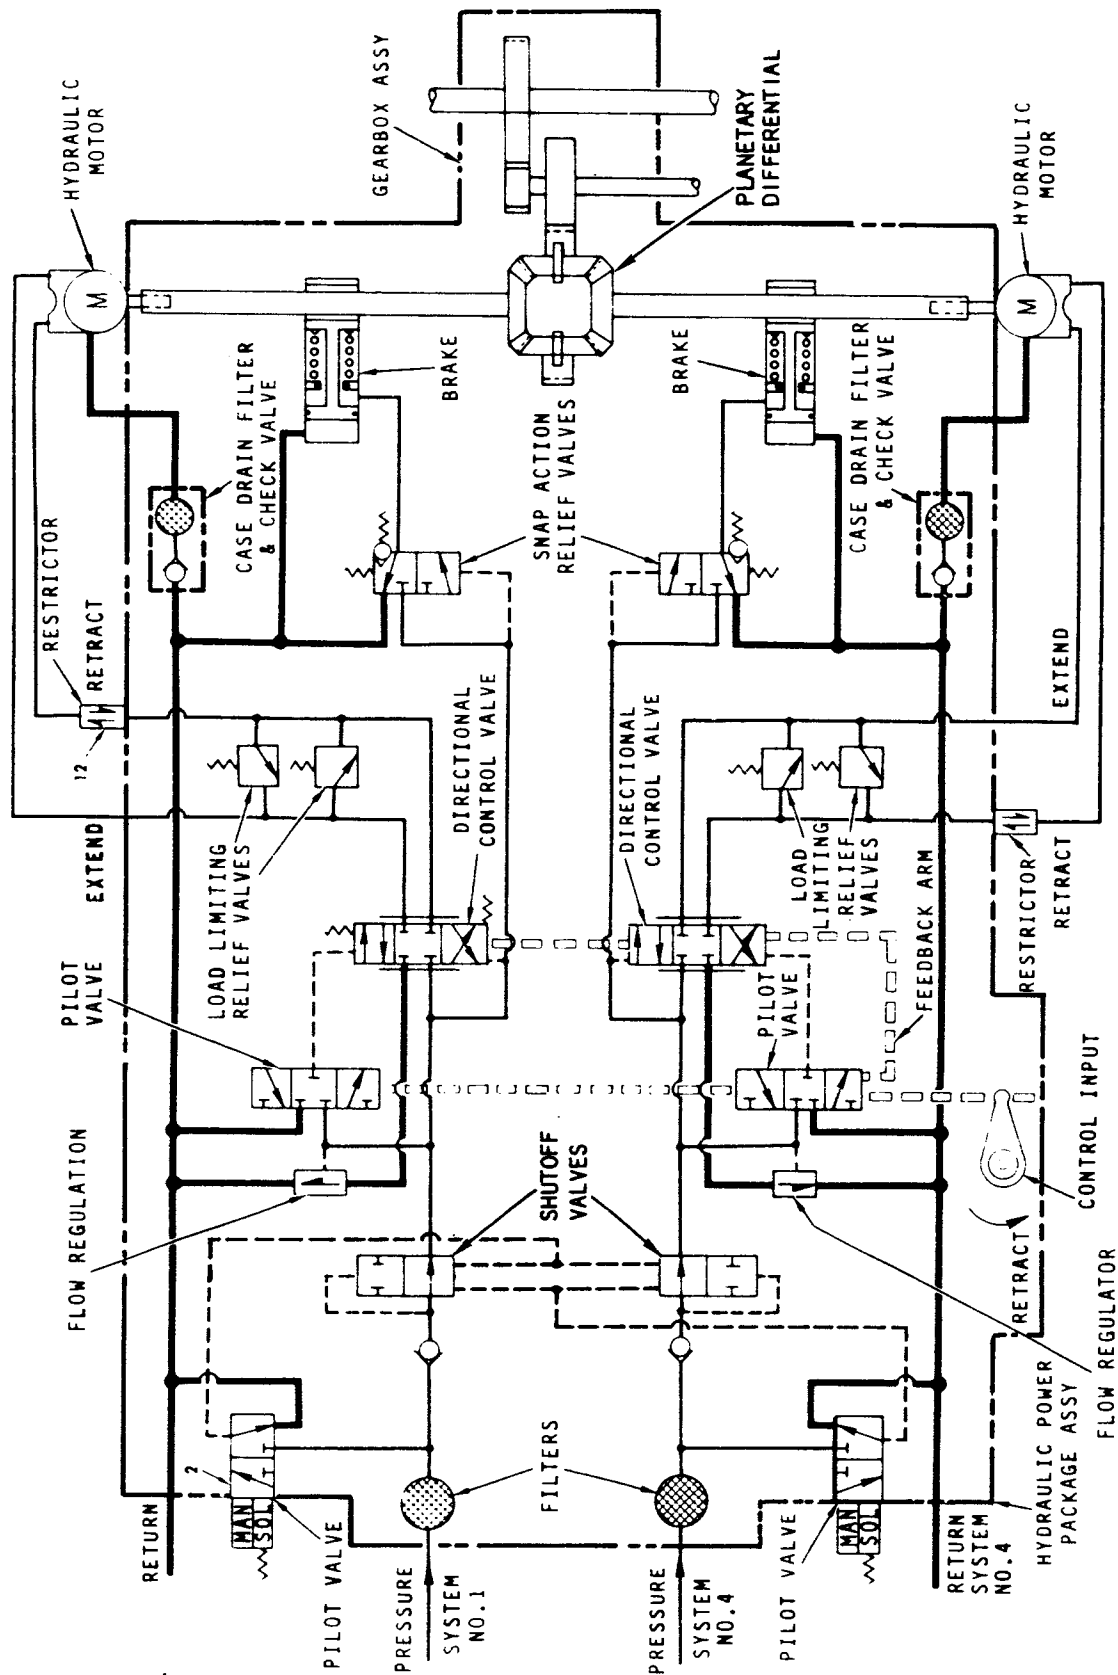 HYDRAULIC
MOTOR
GEARBOX ASSY
PLANETARY
DIFFERENTIAL
HYDRAULIC
MOTOR
M
M
CASE DRAIN FILTER
& CHECK VALVE
BRAKE
SNAP ACTION
RELIEF VALVES
BRAKE
CASE DRAIN FILTER
& CHECK VALVE
RESTRICTOR
RETRACT
12
EXTEND
LOAD LIMITING
RELIEF VALVES
DIRECTIONAL
CONTROL VALVE
DIRECTIONAL
CONTROL VALVE
LOAD
LIMITING
RELIEF
VALVES
EXTEND
RESTRICTOR
RETRACT
PILOT
VALVE
PILOT
VALVE
FEEDBACK ARM
FLOW REGULATION
SHUTOFF
VALVES
CONTROL INPUT
RETRACT
FLOW REGULATOR
HYDRAULIC POWER
PACKAGE ASSY
2
MAN
SOL
RETURN
PILOT VALVE
PRESSURE
SYSTEM
NO.1
FILTERS
PRESSURE
SYSTEM
NO.4
PILOT VALVE
MAN
SOL
RETURN
SYSTEM
NO.4